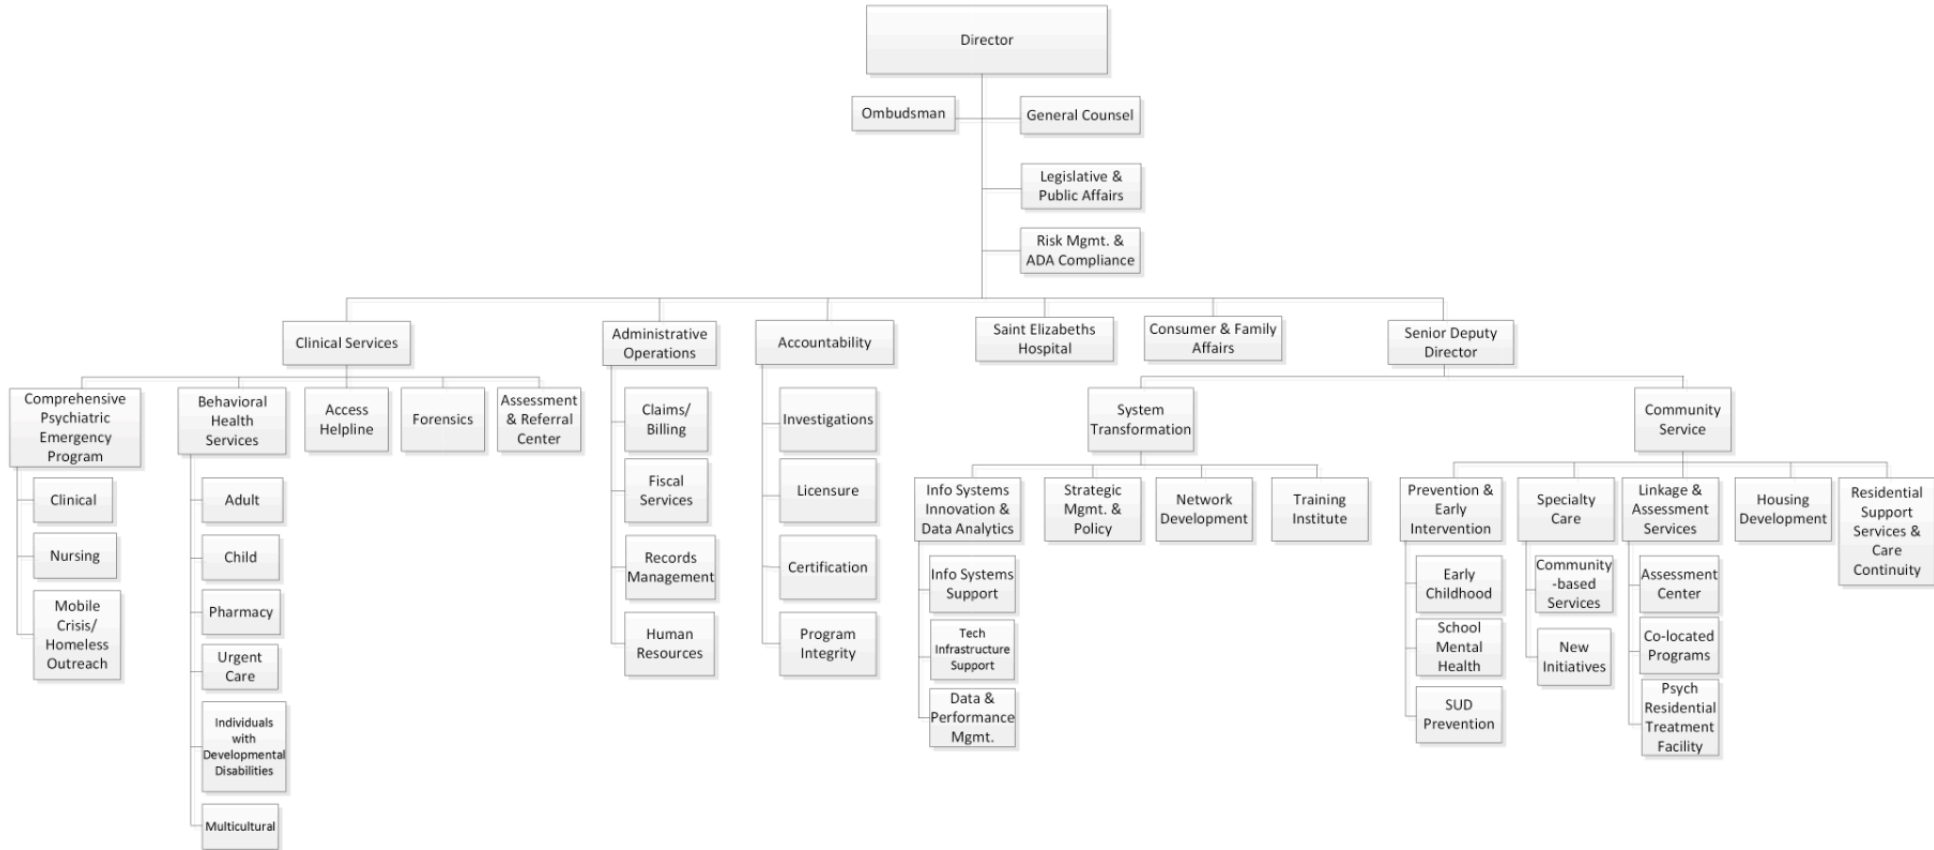 Director
Ombudsman
General Counsel
Legislative &
Public Affairs
Risk Mgmt. &
ADA Compliance
Clinical Services
Administrative
Operations
Accountability
Saint Elizabeths
Hospital
Consumer & Family
Affairs
Senior Deputy
Director
Comprehensive
Psychiatric
Emergency
Program
Behavioral
Health
Services
Access
Helpline
Forensics
Assessment
& Referral
Center
Clinical
Nursing
Mobile
Crisis/
Homeless
Outreach
Adult
Child
Pharmacy
Urgent
Care
Individuals
with
Developmental
Disabilities
Multicultural
Claims/
Billing
Fiscal
Services
Records
Management
Human
Resources
Investigations
Licensure
Certification
Program
Integrity
System
Transformation
Community
Service
Info Systems
Innovation &
Data Analytics
Strategic
Mgmt. &
Policy
Network
Development
Training
Institute
Info Systems
Support
Tech
Infrastructure
Support
Data &
Performance
Mgmt.
Prevention &
Early
Intervention
Specialty
Care
Linkage &
Assessment
Services
Housing
Development
Residential
Support
Services &
Care
Continuity
Early
Childhood
School
Mental
Health
SUD
Prevention
Community
-based
Services
New
Initiatives
Assessment
Center
Co-located
Programs
Psych
Residential
Treatment
Facility